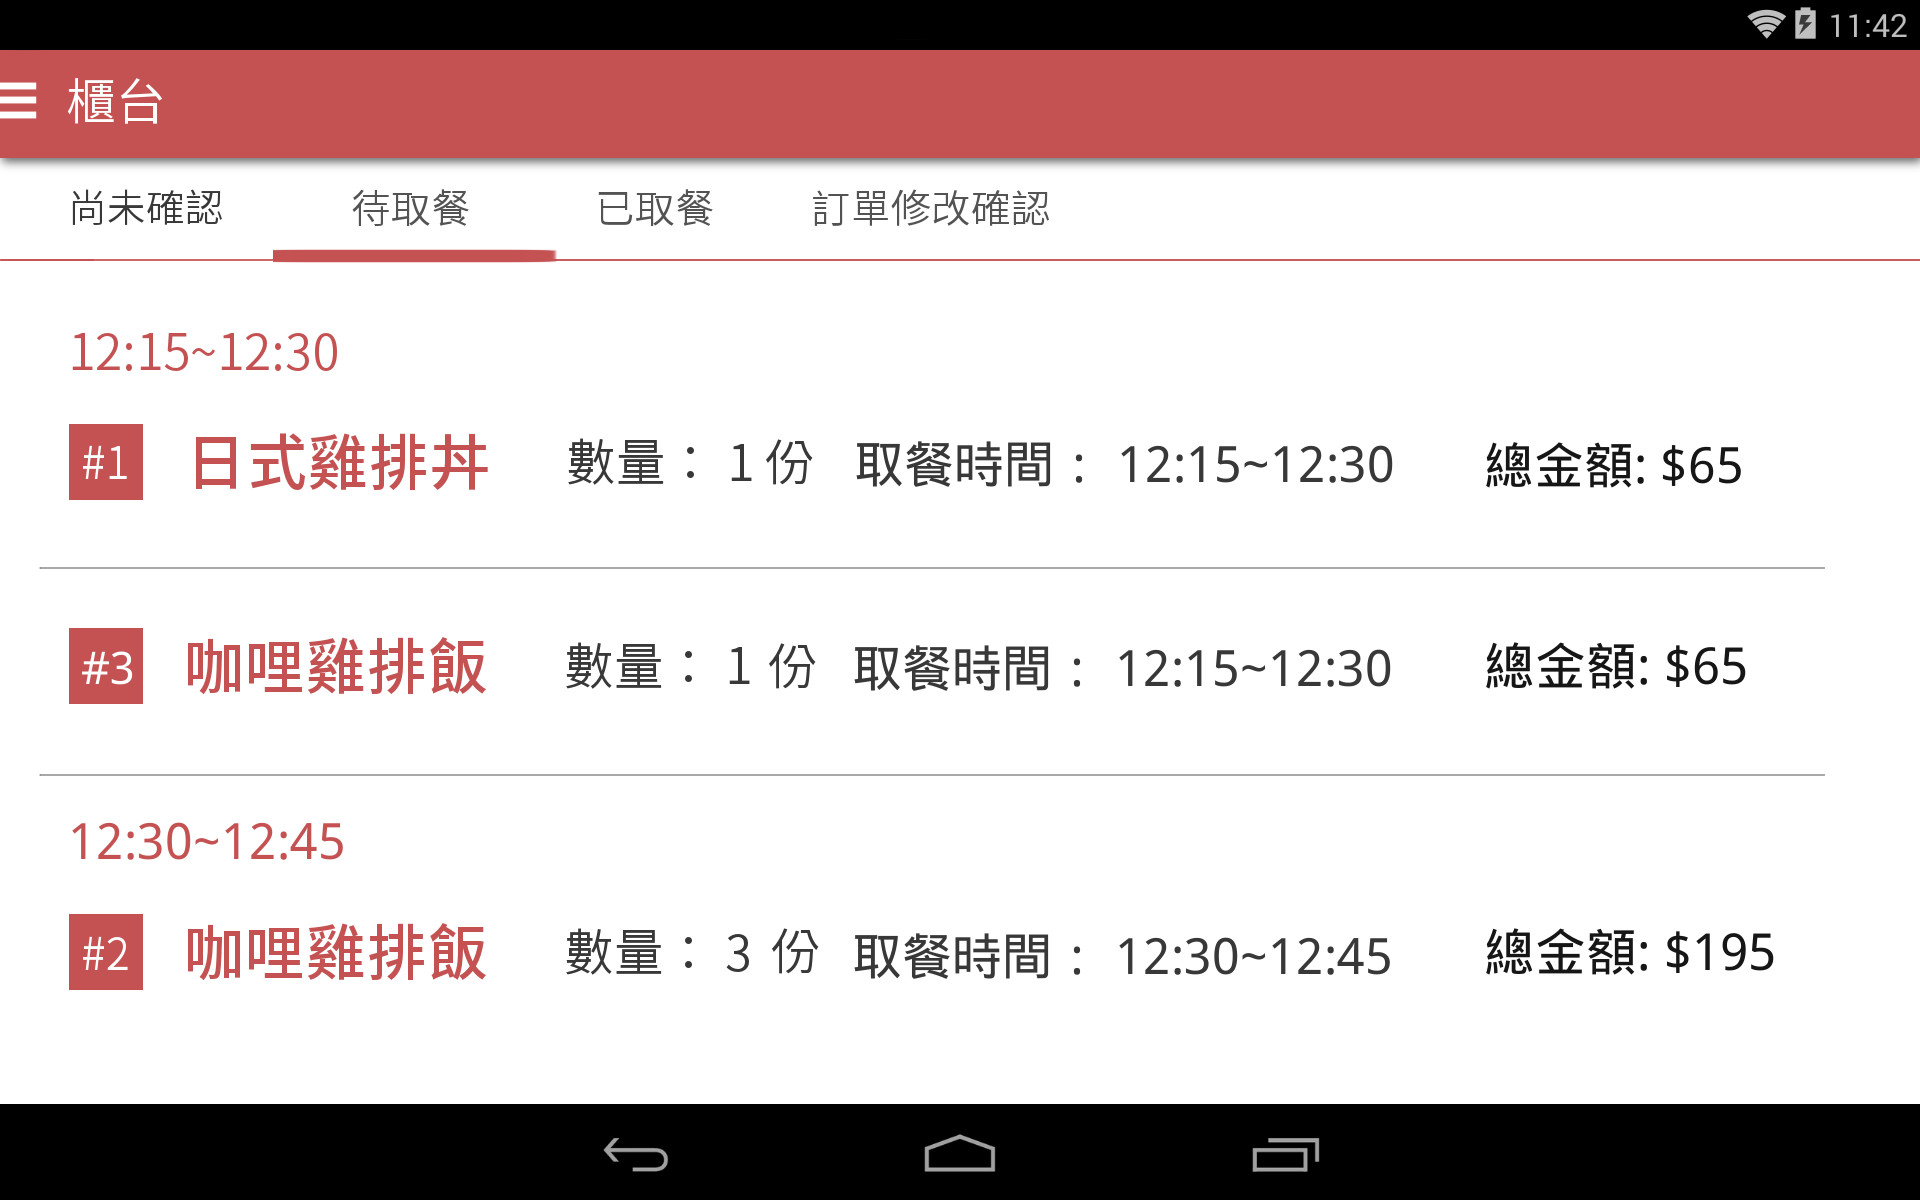 11:42
櫃台
尚未確認 待取餐 已取餐 訂單修改確認
12:15~12:30
#1 日式雞排丼 數量： 1 份 取餐時間： 12:15~12:30 總金額: $65
#3 咖哩雞排飯 數量： 1 份 取餐時間： 12:15~12:30 總金額: $65
12:30~12:45
#2 咖哩雞排飯 數量： 3 份 取餐時間： 12:30~12:45 總金額: $195